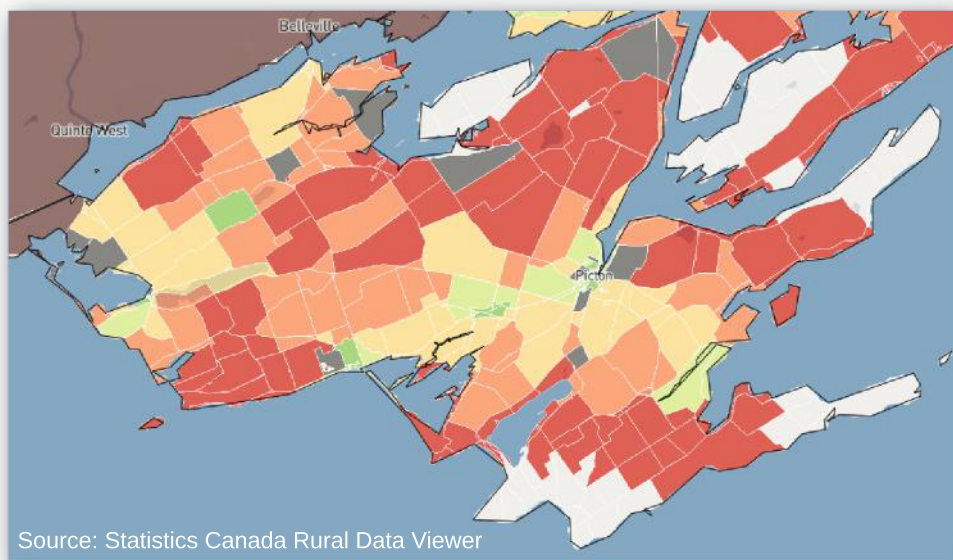 Belleville
Quinte West
Picton
Source: Statistics Canada Rural Data Viewer